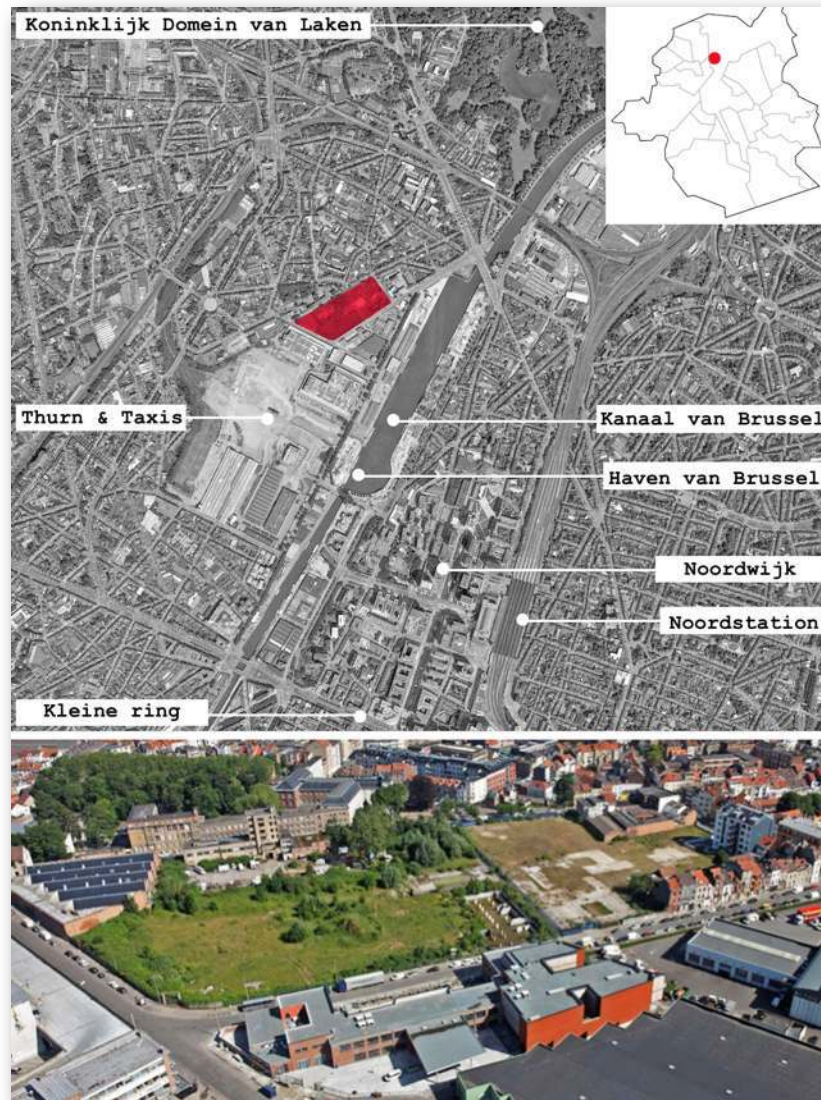 Koninklijk Domein van Laken
Thurn & Taxis
Kanaal van Brussel
Haven van Brussel
Noordwijk
Noordstation
Kleine ring